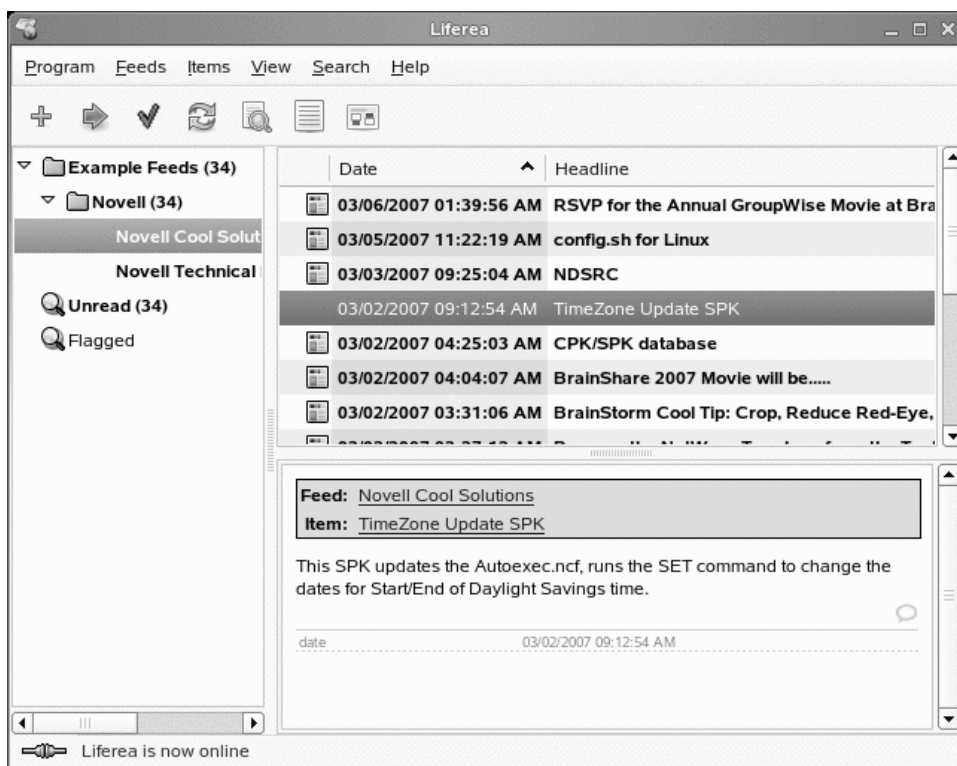 Liferea
Program Feeds Items View Search Help
Example Feeds (34)
Novell (34)
Novell Cool Solut
Novell Technical
Unread (34)
Flagged
Date Headline
03/06/2007 01:39:56 AM RSVP for the Annual GroupWise Movie at Bra
03/05/2007 11:22:19 AM config.sh for Linux
03/03/2007 09:25:04 AM NDSRC
03/02/2007 09:12:54 AM TimeZone Update SPK
03/02/2007 04:25:03 AM CPK/SPK database
03/02/2007 04:04:07 AM BrainShare 2007 Movie will be.....
03/02/2007 03:31:06 AM BrainStorm Cool Tip: Crop, Reduce Red-Eye,
Feed: Novell Cool Solutions
Item: TimeZone Update SPK
This SPK updates the Autoexec.ncf, runs the SET command to change the
dates for Start/End of Daylight Savings time.
date 03/02/2007 09:12:54 AM
Liferea is now online